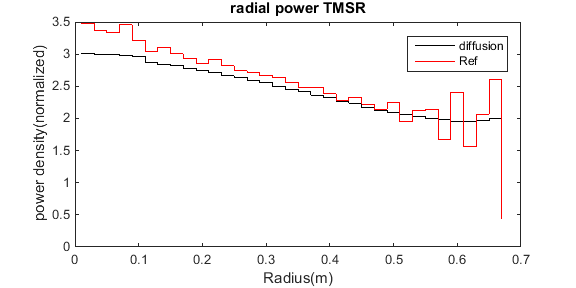 radial power TMSR
power density(normalized)
3.5
3
2.5
2
1.5
1
0.5
0
diffusion
Ref
0 0.1 0.2 0.3 0.4 0.5 0.6 0.7
Radius(m)